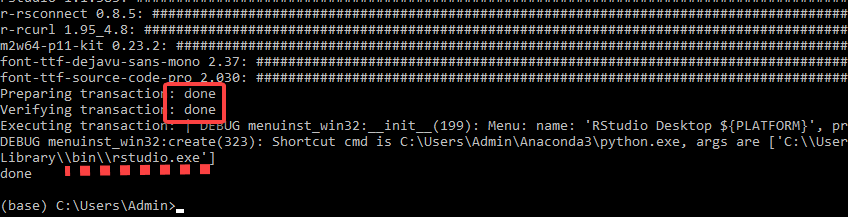 r-rsconnect 0.8.5: ##############################################################################
r-rcurl 1.95_4.8: ###############################################################################
m2w64-p11-kit 0.23.2: ###########################################################################
font-ttf-dejavu-sans-mono 2.37: #################################################################
font-ttf-source-code-pro 2.030: #################################################################
Preparing transaction: done
Verifying transaction: done
Executing transaction: | DEBUG menuinst_win32:__init__(199): Menu: name: 'RStudio Desktop ${PLATFORM}', pr
DEBUG menuinst_win32:create(323): Shortcut cmd is C:\Users\Admin\Anaconda3\python.exe, args are ['C:\\User
Library\\bin\\rstudio.exe']
done
(base) C:\Users\Admin>